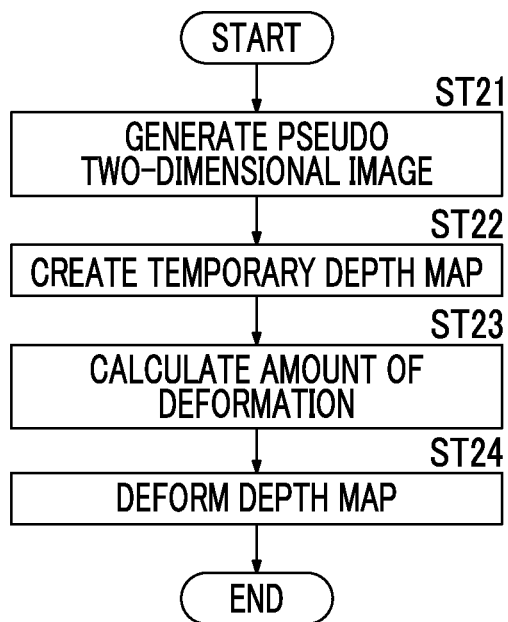 START
ST21
GENERATE PSEUDO
TWO-DIMENSIONAL IMAGE
ST22
CREATE TEMPORARY DEPTH MAP
ST23
CALCULATE AMOUNT OF
DEFORMATION
ST24
DEFORM DEPTH MAP
END